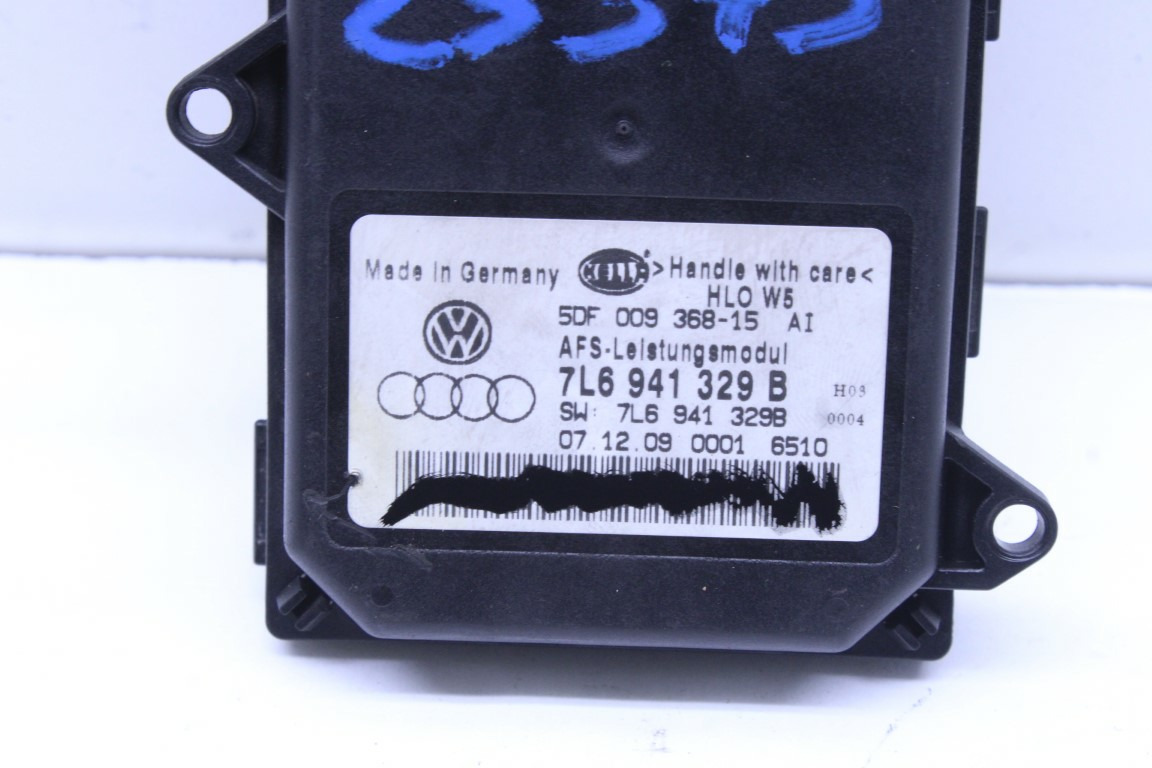 Made in Germany HELLA >Handle with care<
HLO W5
5DF 009 368-15 AI
AFS-Leistungsmodul
7L6 941 329 B H03
SW: 7L6 941 329B 0004
07.12.09 0001 6510